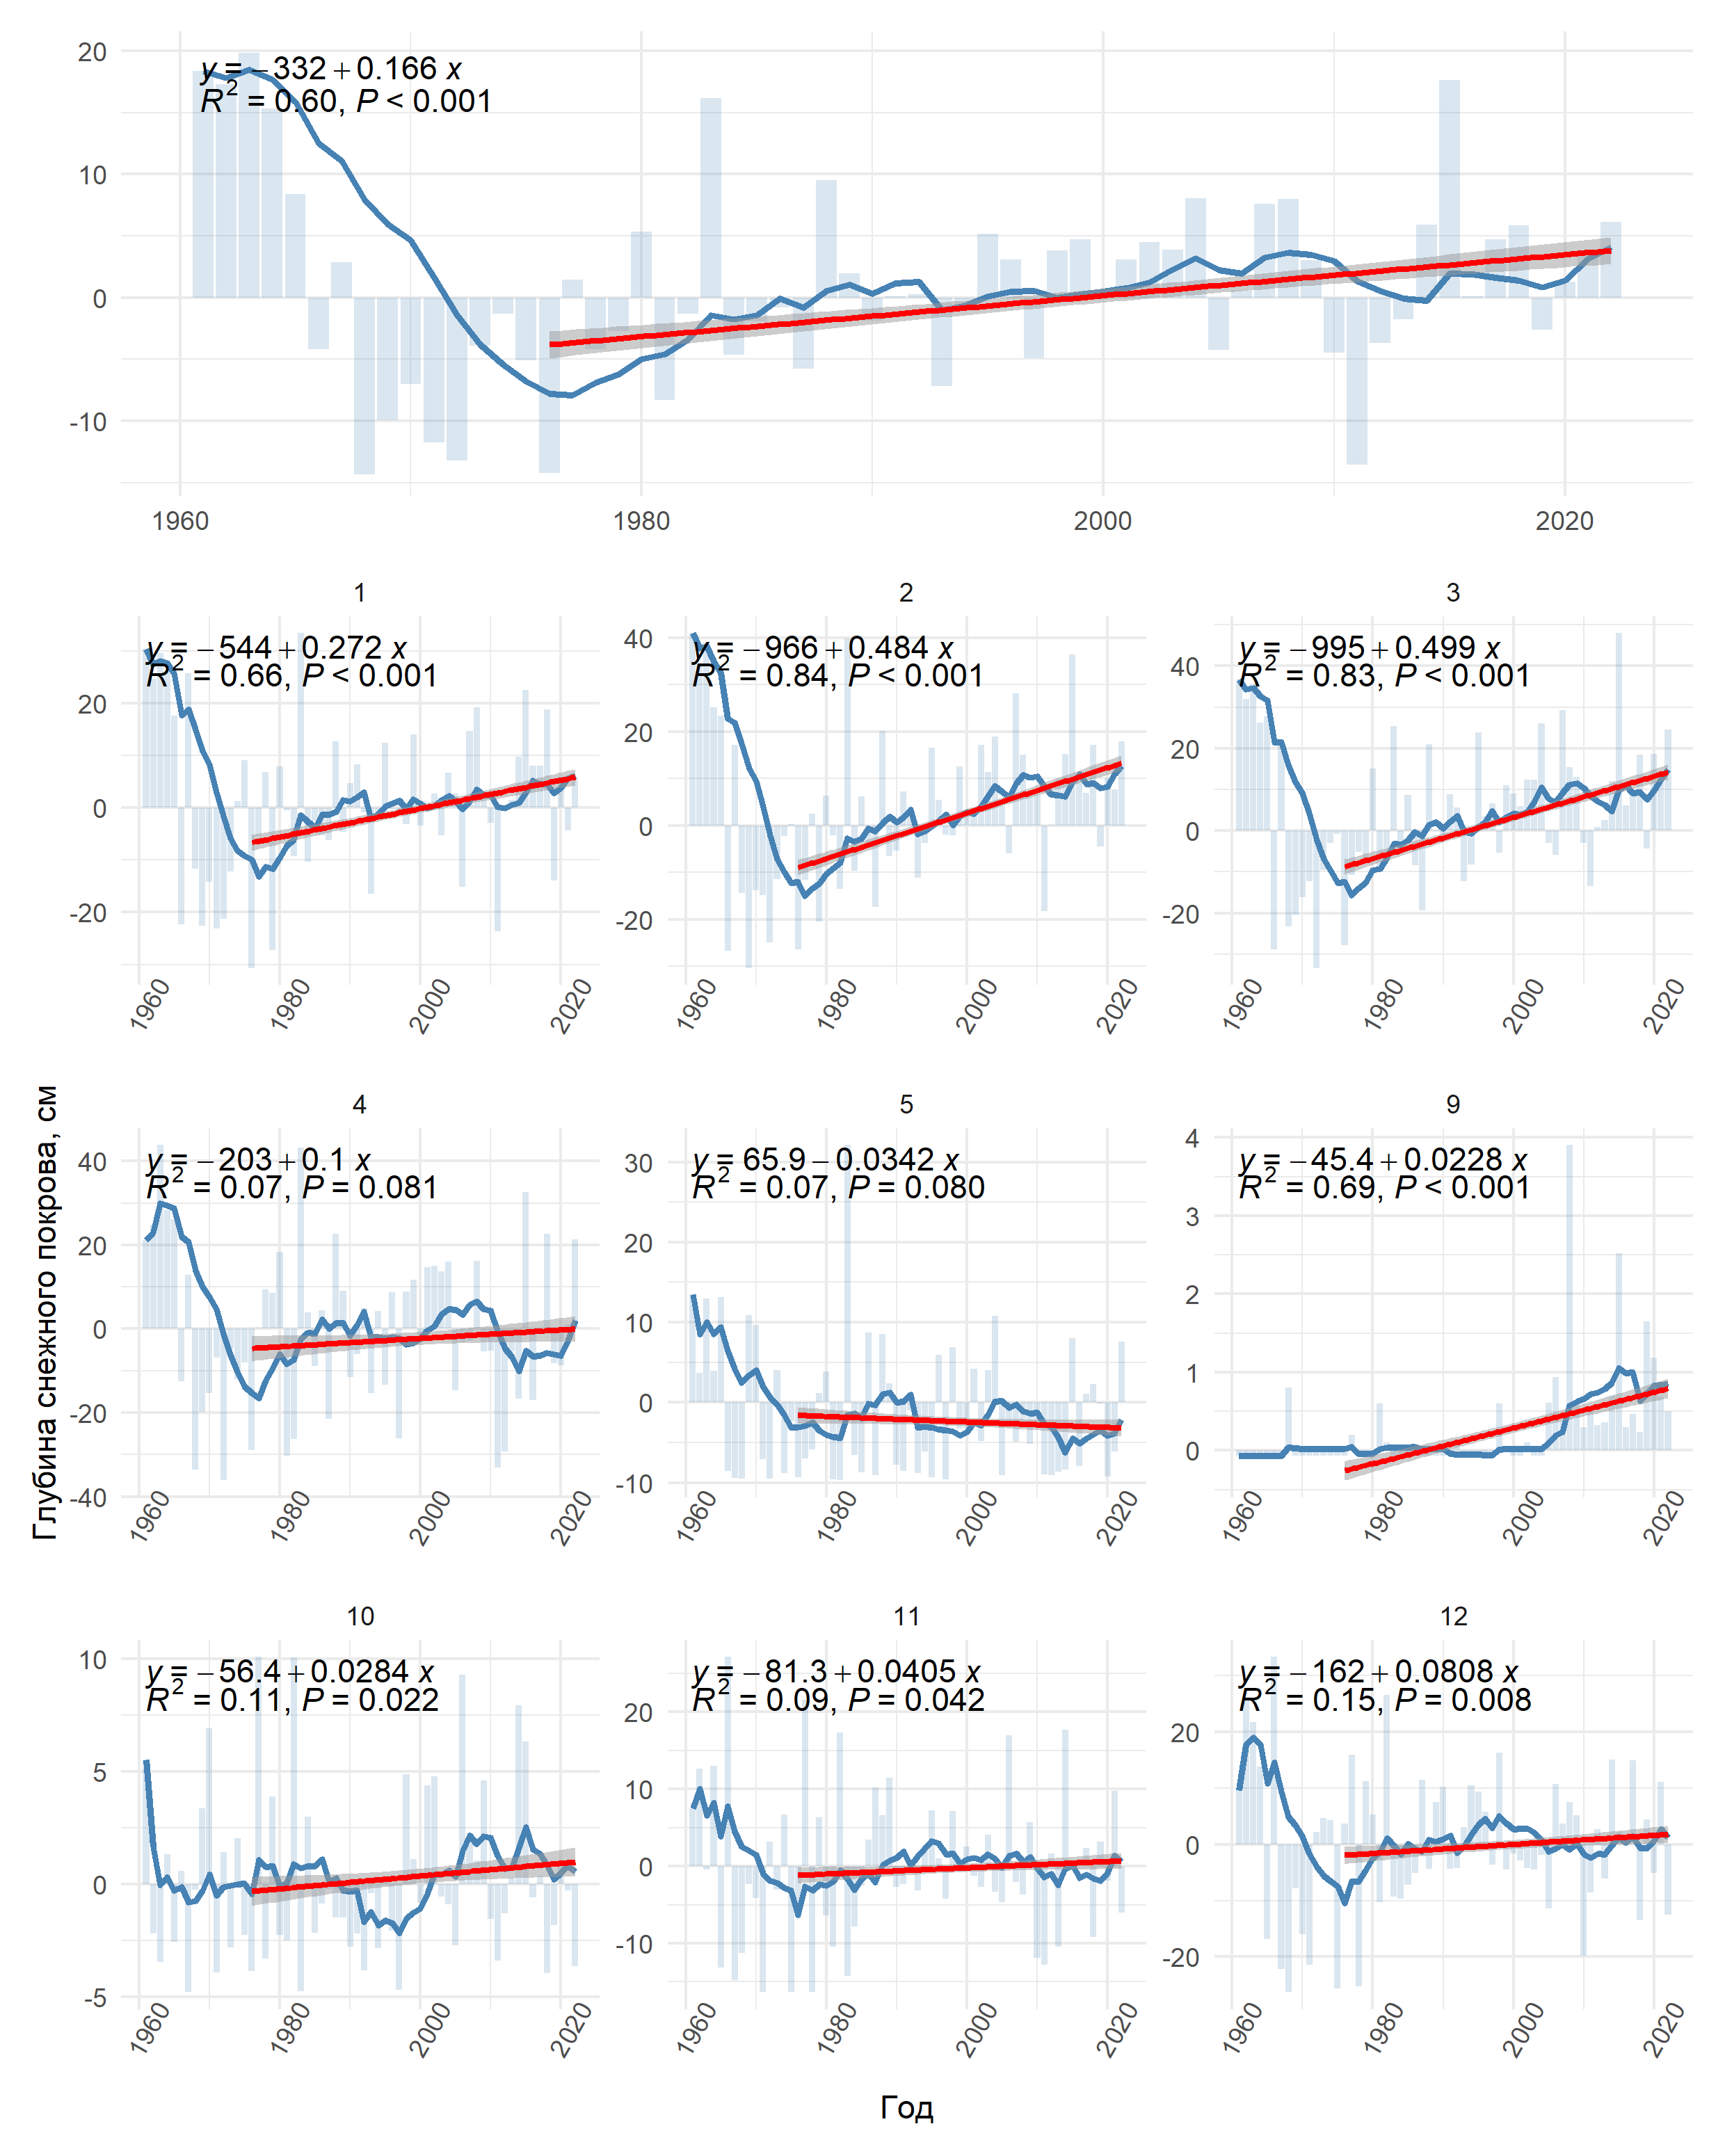 20
10
0
-10
y = −332 + 0.166 x
R² = 0.60, P < 0.001
1960 1980 2000 2020
1 2 3
y = −544 + 0.272 x
R² = 0.66, P < 0.001
20
0
-20
1960 1980 2000 2020
y = −966 + 0.484 x
R² = 0.84, P < 0.001
40
20
0
-20
1960 1980 2000 2020
y = −995 + 0.499 x
R² = 0.83, P < 0.001
40
20
0
-20
1960 1980 2000 2020
Глубина снежного покрова, см
4 5 9
y = −203 + 0.1 x
R² = 0.07, P = 0.081
40
20
0
-20
-40
1960 1980 2000 2020
y = 65.9 − 0.0342 x
R² = 0.07, P = 0.080
30
20
10
0
-10
1960 1980 2000 2020
y = −45.4 + 0.0228 x
R² = 0.69, P < 0.001
4
3
2
1
0
1960 1980 2000 2020
10 11 12
y = −56.4 + 0.0284 x
R² = 0.11, P = 0.022
10
5
0
-5
1960 1980 2000 2020
y = −81.3 + 0.0405 x
R² = 0.09, P = 0.042
20
10
0
-10
1960 1980 2000 2020
y = −162 + 0.0808 x
R² = 0.15, P = 0.008
20
0
-20
1960 1980 2000 2020
Год